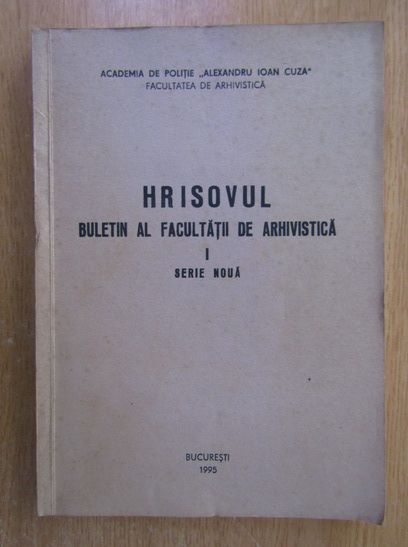 ACADEMIA DE POLIȚIE „ALEXANDRU IOAN CUZA"
FACULTATEA DE ARHIVISTICĂ
HRISOVUL
BULETIN AL FACULTĂȚII DE ARHIVISTICĂ
I
SERIE NOUĂ
BUCUREȘTI
1995